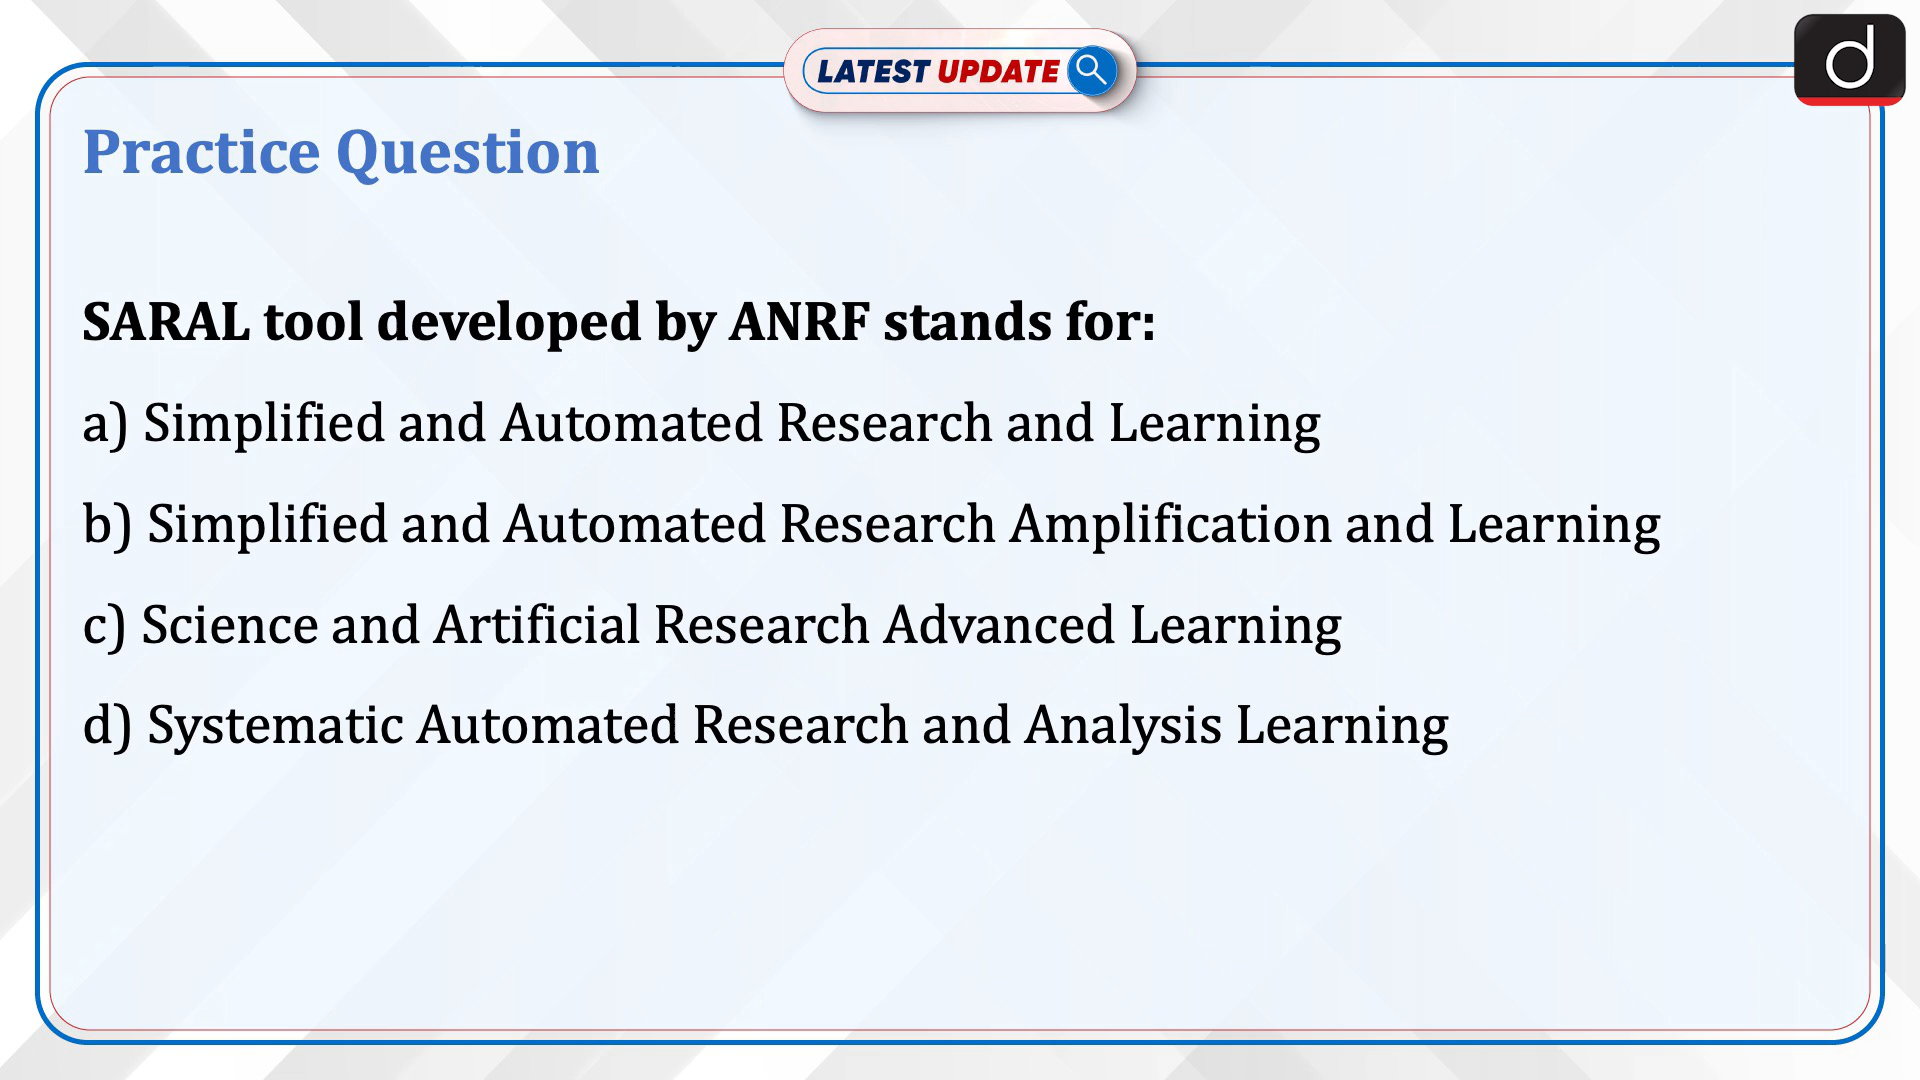 LATEST UPDATE
d
Practice Question
SARAL tool developed by ANRF stands for:
a) Simplified and Automated Research and Learning
b) Simplified and Automated Research Amplification and Learning
c) Science and Artificial Research Advanced Learning
d) Systematic Automated Research and Analysis Learning